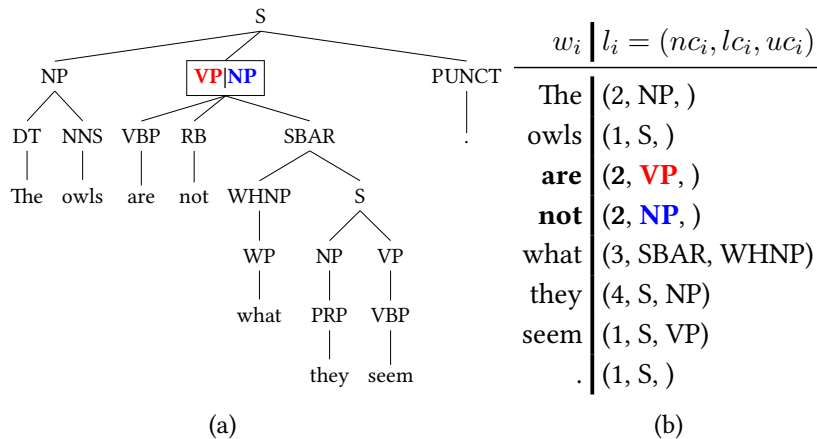 S
NP VP|NP PUNCT
DT NNS VBP RB SBAR .
The owls are not WHNP S
WP NP VP
what PRP VBP
they seem
(a)
w_i l_i = (nc_i, lc_i, uc_i)
The (2, NP, )
owls (1, S, )
are (2, VP, )
not (2, NP, )
what (3, SBAR, WHNP)
they (4, S, NP)
seem (1, S, VP)
. (1, S, )
(b)